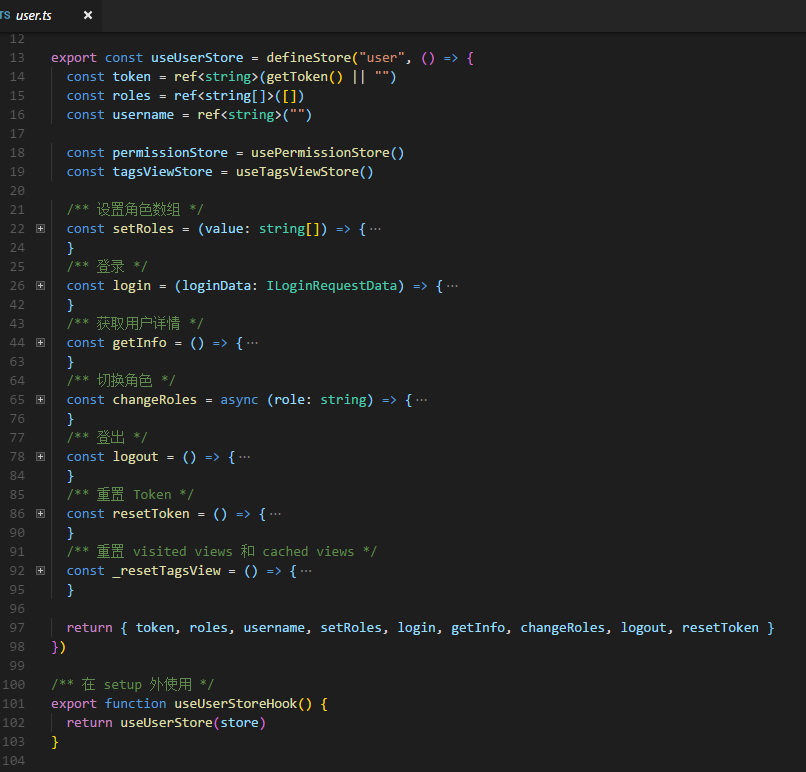 TS user.ts ×
12
13 export const useUserStore = defineStore("user", () => {
14 const token = ref<string>(getToken() || "")
15 const roles = ref<string[]>([])
16 const username = ref<string>("")
17
18 const permissionStore = usePermissionStore()
19 const tagsViewStore = useTagsViewStore()
20
21 /** 设置角色数组 */
22 const setRoles = (value: string[]) => { ···
24 }
25 /** 登录 */
26 const login = (loginData: ILoginRequestData) => { ···
42 }
43 /** 获取用户详情 */
44 const getInfo = () => { ···
63 }
64 /** 切换角色 */
65 const changeRoles = async (role: string) => { ···
76 }
77 /** 登出 */
78 const logout = () => { ···
84 }
85 /** 重置 Token */
86 const resetToken = () => { ···
90 }
91 /** 重置 visited views 和 cached views */
92 const _resetTagsView = () => { ···
95 }
96
97 return { token, roles, username, setRoles, login, getInfo, changeRoles, logout, resetToken }
98 })
99
100 /** 在 setup 外使用 */
101 export function useUserStoreHook() {
102 return useUserStore(store)
103 }
104